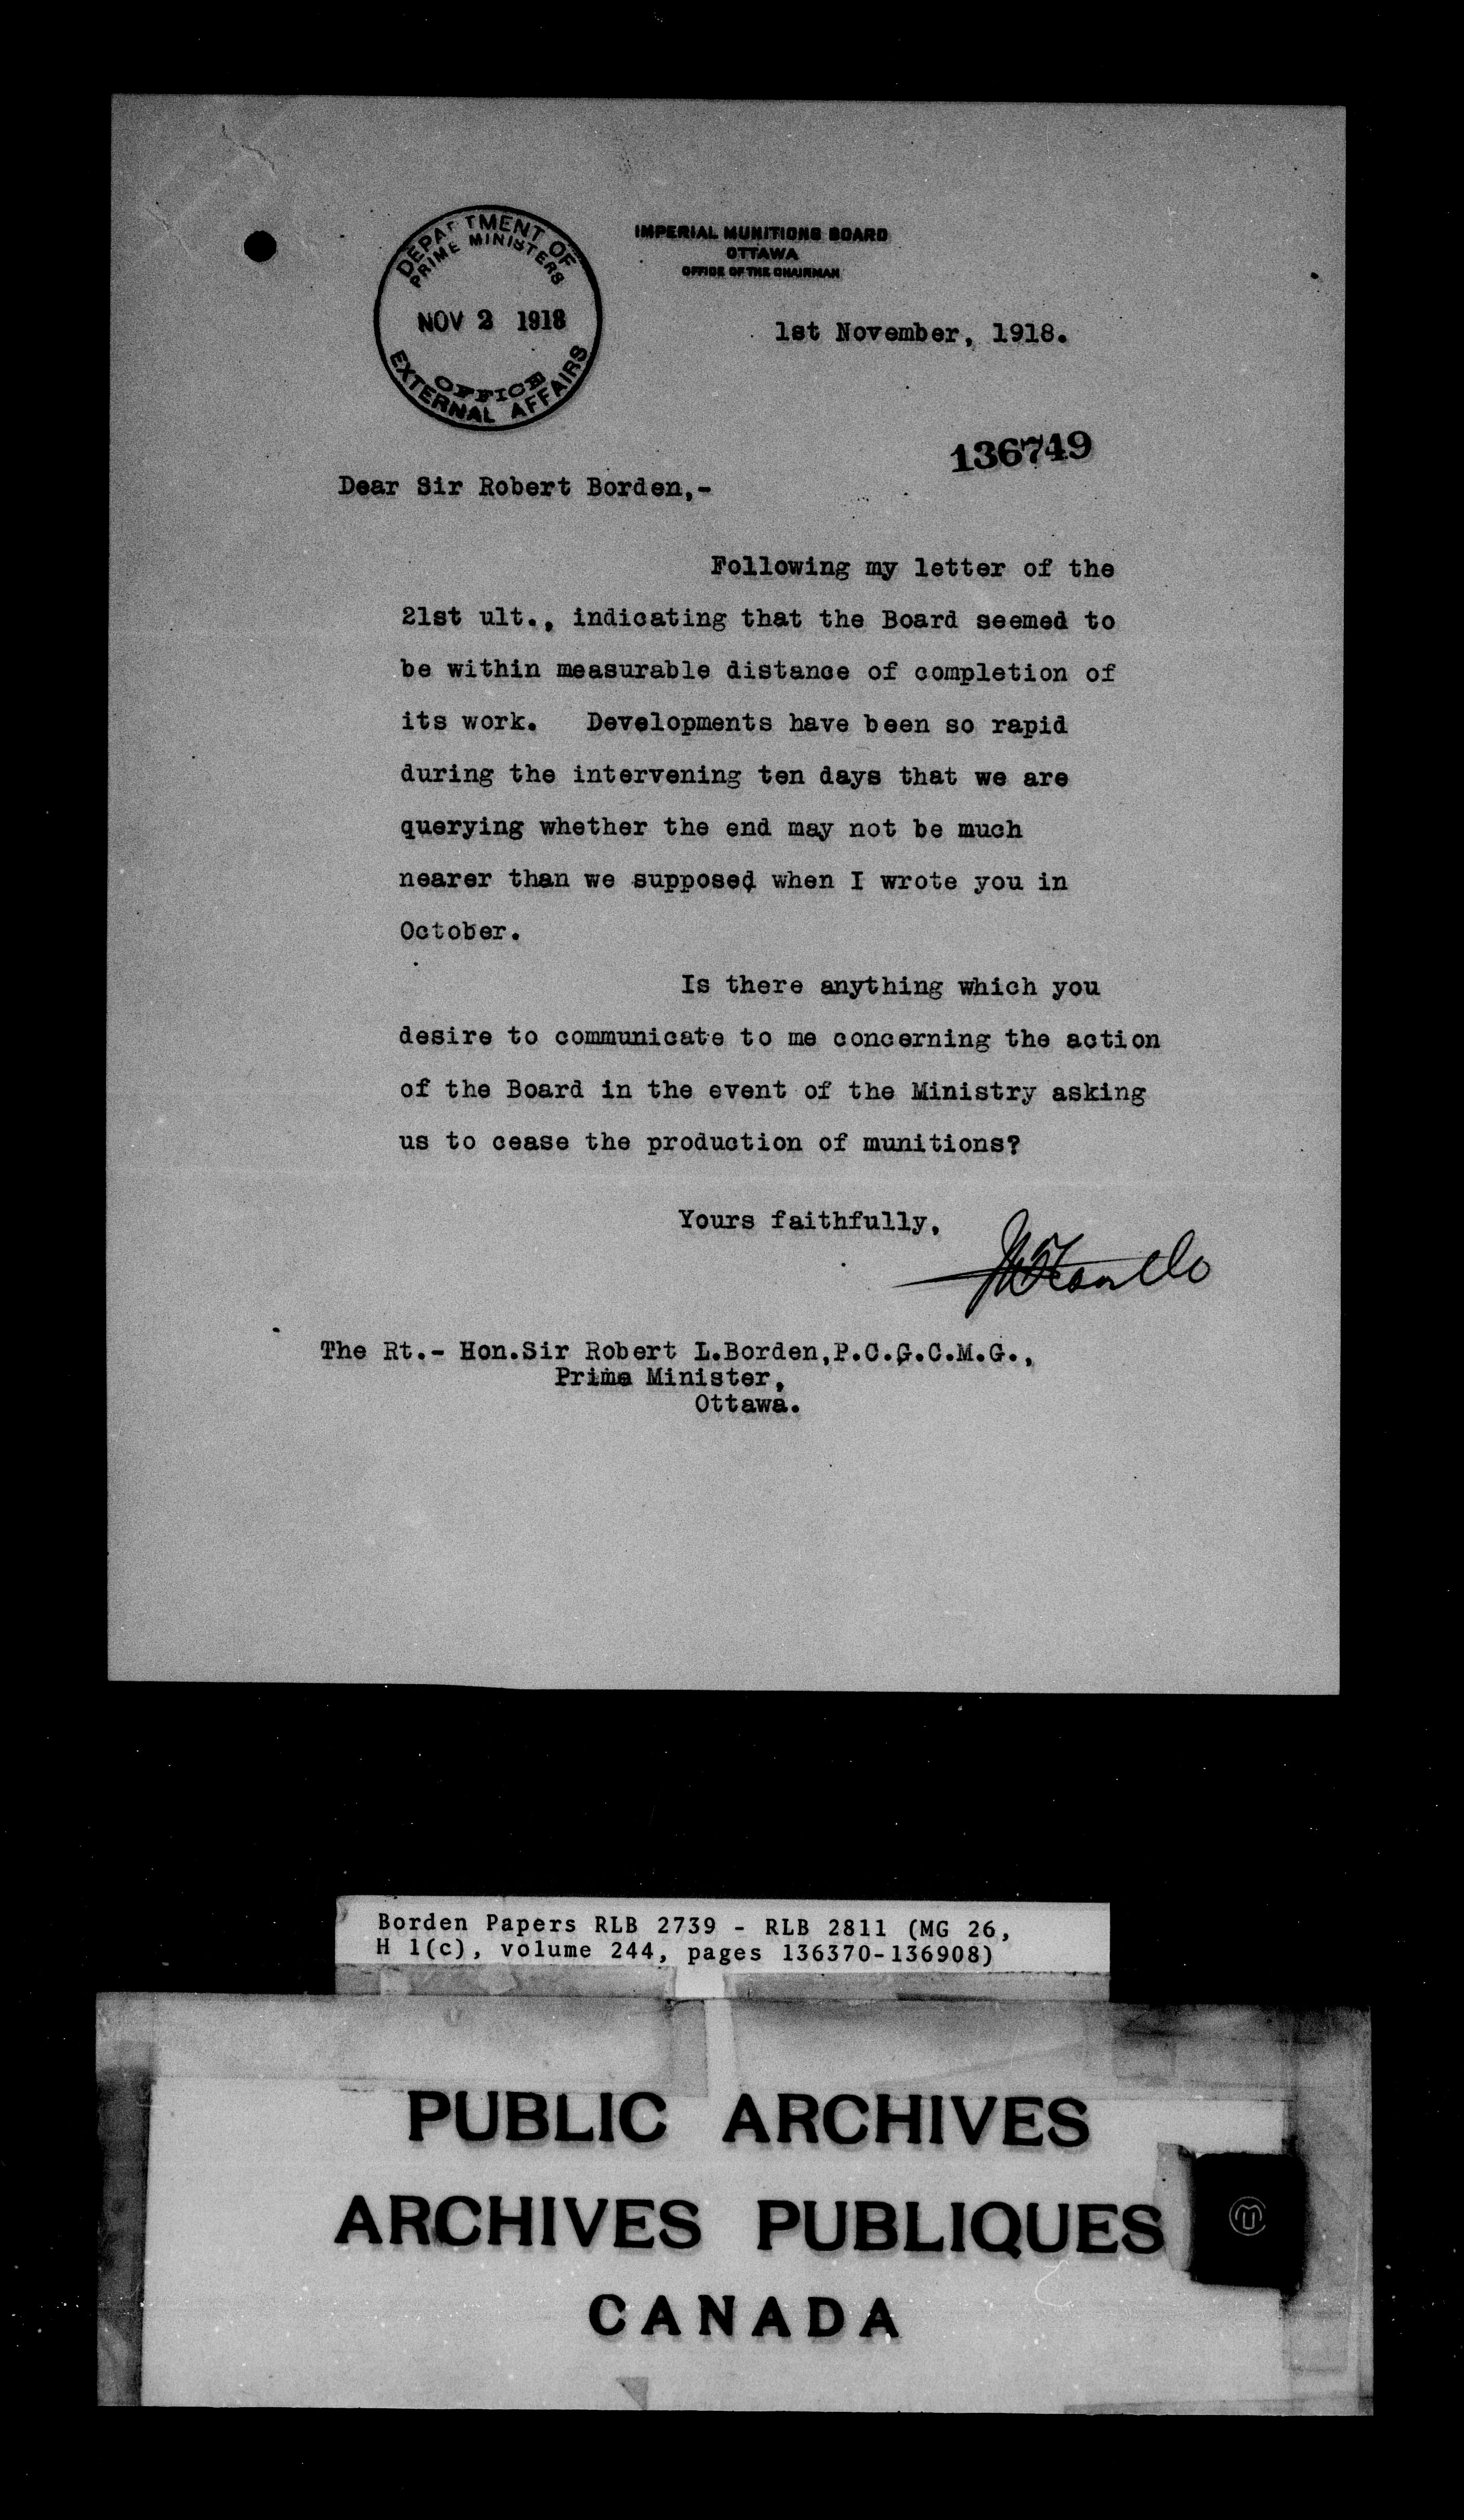 DEPARTMENT OF
PRIME MINISTERS
NOV 2 1918
OFFICE
EXTERNAL AFFAIRS
IMPERIAL MUNITIONS BOARD
OTTAWA
OFFICE OF THE CHAIRMAN
1st November, 1918.
136749
Dear Sir Robert Borden,-
Following my letter of the
21st ult., indicating that the Board seemed to
be within measurable distance of completion of
its work. Developments have been so rapid
during the intervening ten days that we are
querying whether the end may not be much
nearer than we supposed when I wrote you in
October.
Is there anything which you
desire to communicate to me concerning the action
of the Board in the event of the Ministry asking
us to cease the production of munitions?
Yours faithfully,
The Rt.- Hon.Sir Robert L.Borden,P.C.G.C.M.G.,
Prime Minister,
Ottawa.
Borden Papers RLB 2739 - RLB 2811 (MG 26,
H 1(c), volume 244, pages 136370-136908)
PUBLIC ARCHIVES
ARCHIVES PUBLIQUES
CANADA